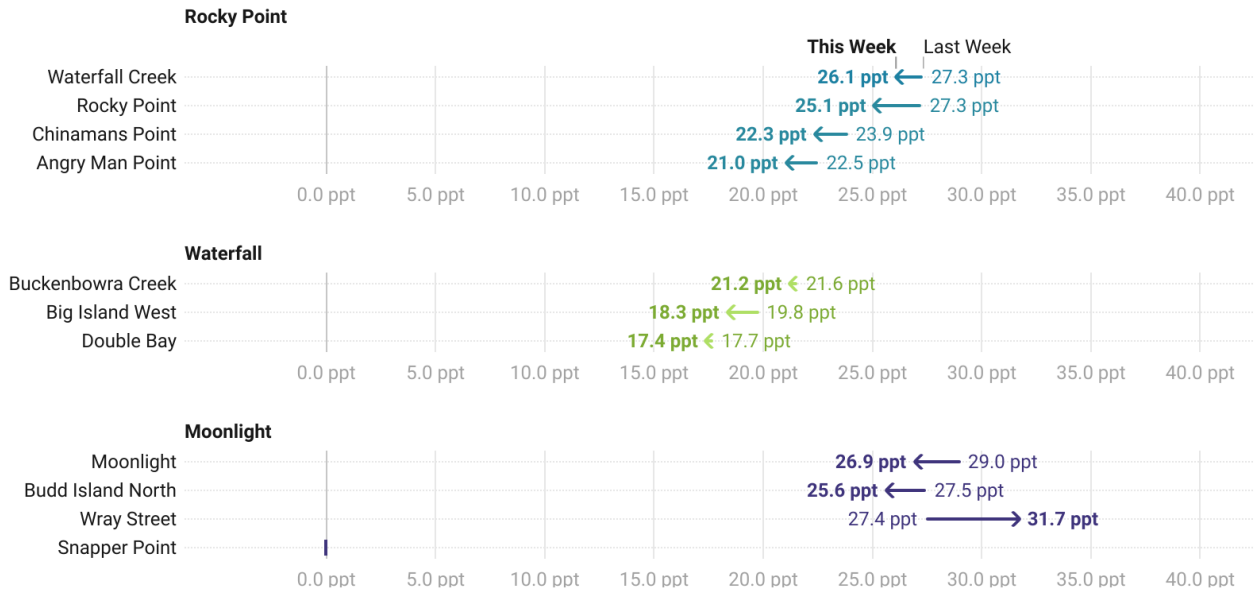 Rocky Point
This Week Last Week
Waterfall Creek 26.1 ppt 27.3 ppt
Rocky Point 25.1 ppt 27.3 ppt
Chinamans Point 22.3 ppt 23.9 ppt
Angry Man Point 21.0 ppt 22.5 ppt
0.0 ppt 5.0 ppt 10.0 ppt 15.0 ppt 20.0 ppt 25.0 ppt 30.0 ppt 35.0 ppt 40.0 ppt
Waterfall
Buckenbowra Creek 21.2 ppt 21.6 ppt
Big Island West 18.3 ppt 19.8 ppt
Double Bay 17.4 ppt 17.7 ppt
0.0 ppt 5.0 ppt 10.0 ppt 15.0 ppt 20.0 ppt 25.0 ppt 30.0 ppt 35.0 ppt 40.0 ppt
Moonlight
Moonlight 26.9 ppt 29.0 ppt
Budd Island North 25.6 ppt 27.5 ppt
Wray Street 27.4 ppt 31.7 ppt
Snapper Point
0.0 ppt 5.0 ppt 10.0 ppt 15.0 ppt 20.0 ppt 25.0 ppt 30.0 ppt 35.0 ppt 40.0 ppt